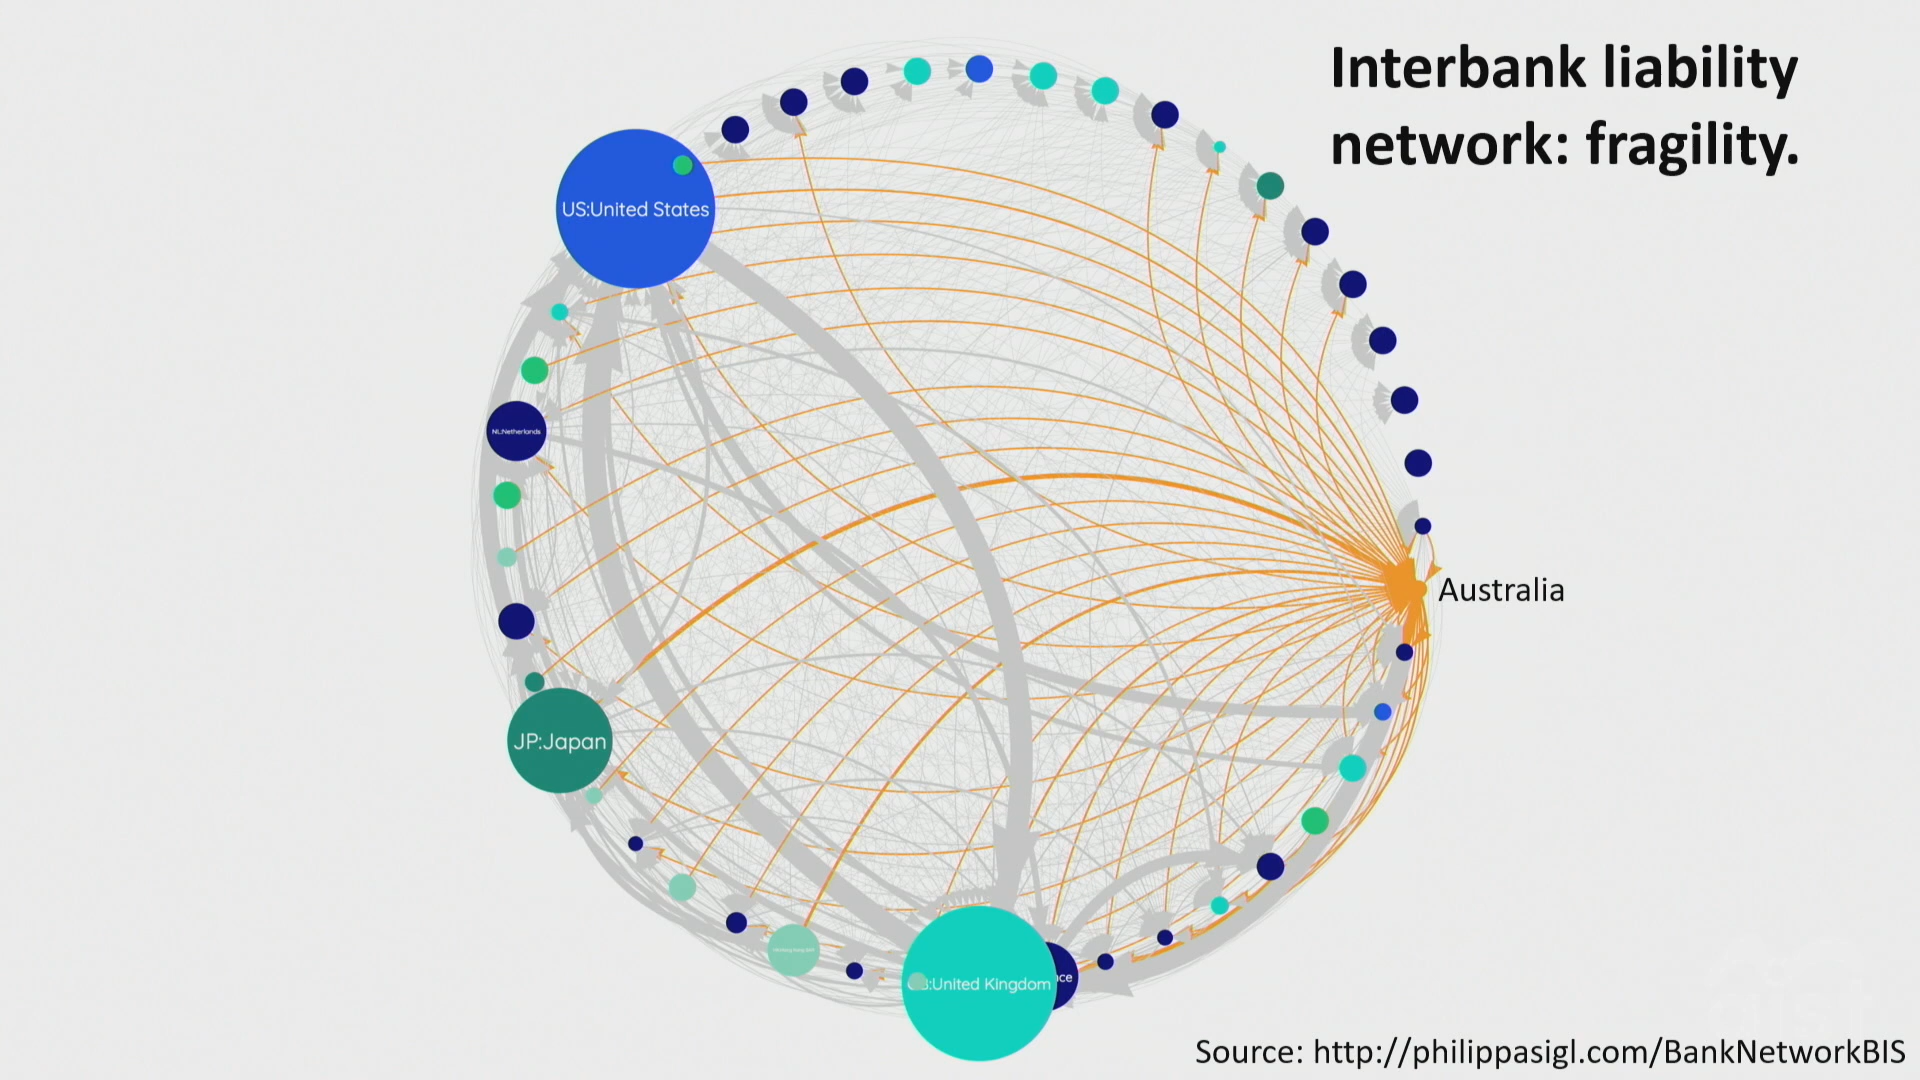 Interbank liability
network: fragility.
US:United States
NL:Netherlands
Australia
JP:Japan
:United Kingdom
nce
Source: http://philippasigl.com/BankNetworkBIS